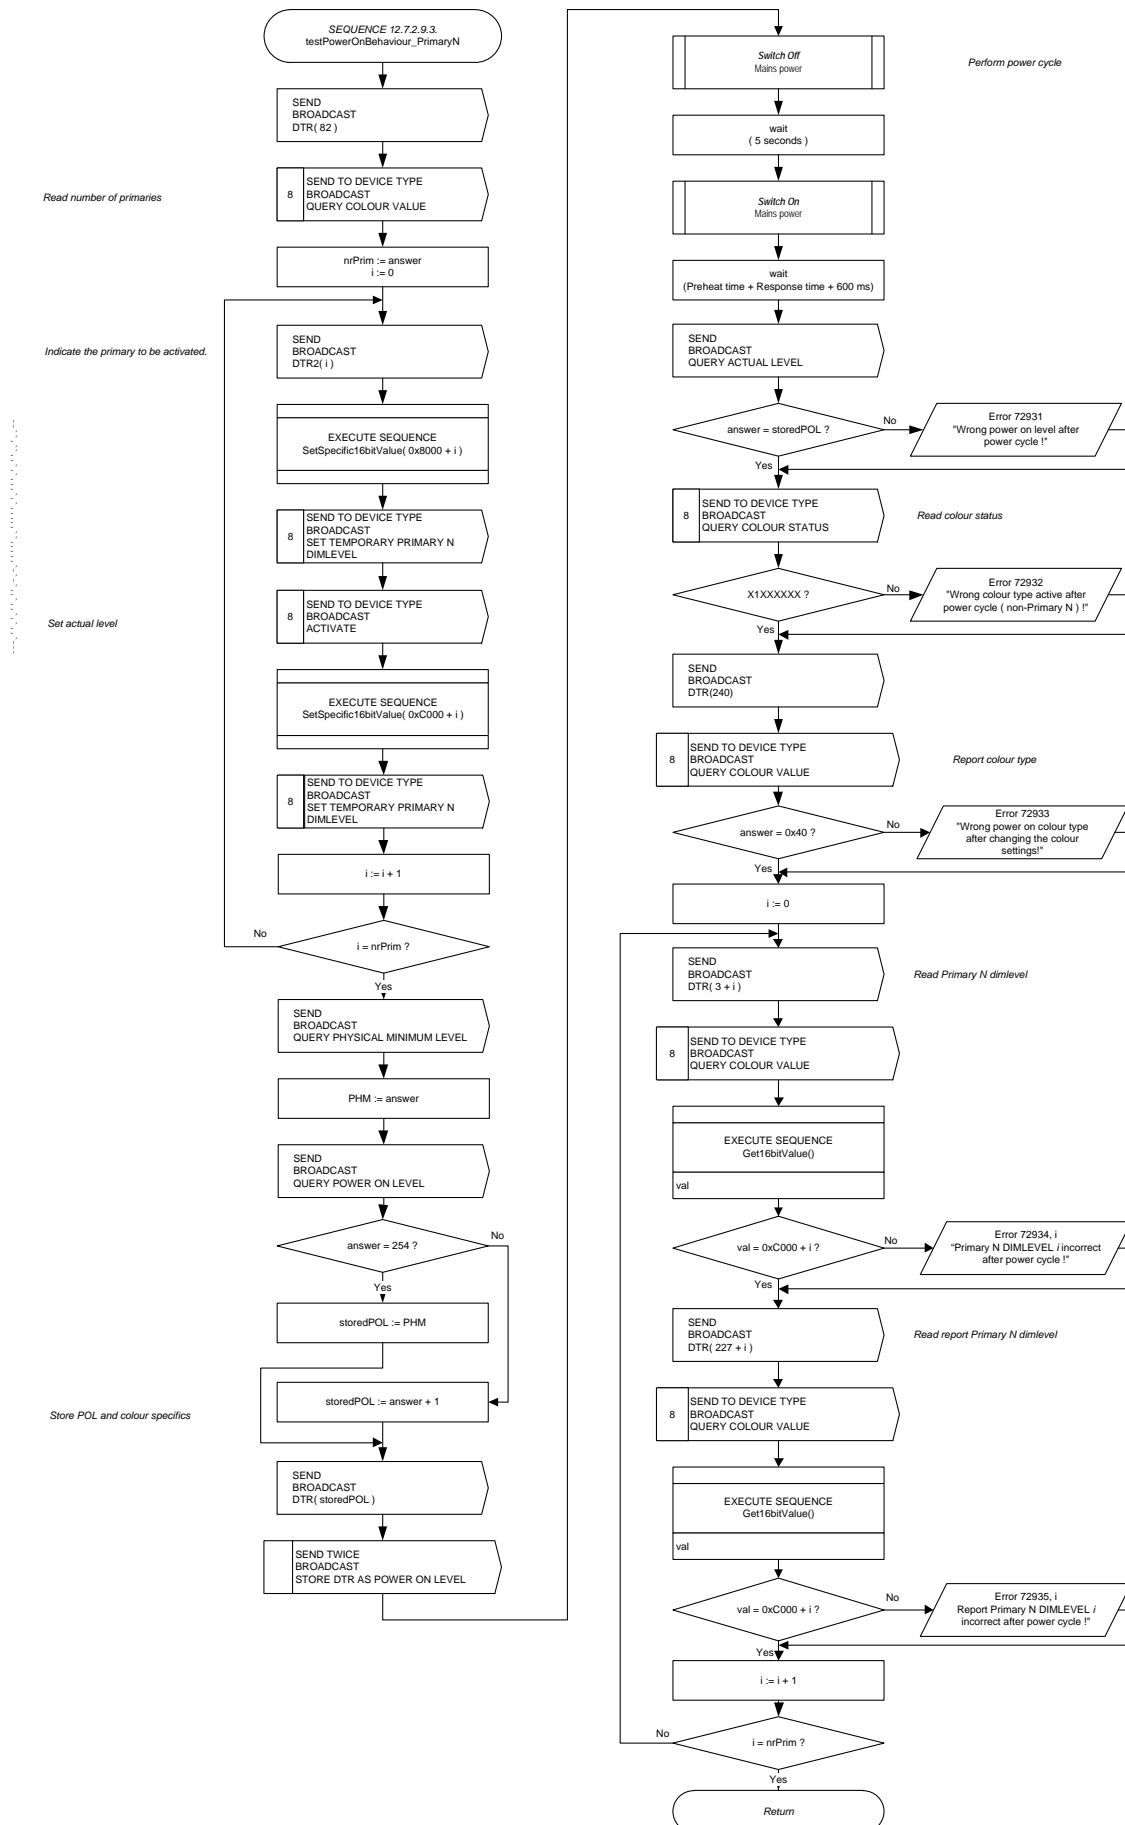 SEQUENCE 12.7.2.9.3.
testPowerOnBehaviour_PrimaryN
SEND
BROADCAST
DTR( 82 )
Read number of primaries
8
SEND TO DEVICE TYPE
BROADCAST
QUERY COLOUR VALUE
nrPrim := answer
i := 0
Indicate the primary to be activated.
SEND
BROADCAST
DTR2( i )
EXECUTE SEQUENCE
SetSpecific16bitValue( 0x8000 + i )
8
SEND TO DEVICE TYPE
BROADCAST
SET TEMPORARY PRIMARY N
DIMLEVEL
Set actual level
8
SEND TO DEVICE TYPE
BROADCAST
ACTIVATE
EXECUTE SEQUENCE
SetSpecific16bitValue( 0xC000 + i )
8
SEND TO DEVICE TYPE
BROADCAST
SET TEMPORARY PRIMARY N
DIMLEVEL
i := i + 1
No
i = nrPrim ?
Yes
SEND
BROADCAST
QUERY PHYSICAL MINIMUM LEVEL
PHM := answer
SEND
BROADCAST
QUERY POWER ON LEVEL
answer = 254 ?
No
Yes
storedPOL := PHM
storedPOL := answer + 1
Store POL and colour specifics
SEND
BROADCAST
DTR( storedPOL )
SEND TWICE
BROADCAST
STORE DTR AS POWER ON LEVEL
Switch Off
Mains power
Perform power cycle
wait
( 5 seconds )
Switch On
Mains power
wait
(Preheat time + Response time + 600 ms)
SEND
BROADCAST
QUERY ACTUAL LEVEL
answer = storedPOL ?
No
Error 72931
"Wrong power on level after
power cycle !"
Yes
8
SEND TO DEVICE TYPE
BROADCAST
QUERY COLOUR STATUS
Read colour status
X1XXXXXX ?
No
Error 72932
"Wrong colour type active after
power cycle ( non-Primary N ) !"
Yes
SEND
BROADCAST
DTR(240)
8
SEND TO DEVICE TYPE
BROADCAST
QUERY COLOUR VALUE
Report colour type
answer = 0x40 ?
No
Error 72933
"Wrong power on colour type
after changing the colour
settings!"
Yes
i := 0
SEND
BROADCAST
DTR( 3 + i )
Read Primary N dimlevel
8
SEND TO DEVICE TYPE
BROADCAST
QUERY COLOUR VALUE
EXECUTE SEQUENCE
Get16bitValue()
val
val = 0xC000 + i ?
No
Error 72934, i
"Primary N DIMLEVEL i incorrect
after power cycle !"
Yes
SEND
BROADCAST
DTR( 227 + i )
Read report Primary N dimlevel
8
SEND TO DEVICE TYPE
BROADCAST
QUERY COLOUR VALUE
EXECUTE SEQUENCE
Get16bitValue()
val
val = 0xC000 + i ?
No
Error 72935, i
Report Primary N DIMLEVEL i
incorrect after power cycle !"
Yes
i := i + 1
No
i = nrPrim ?
Yes
Return